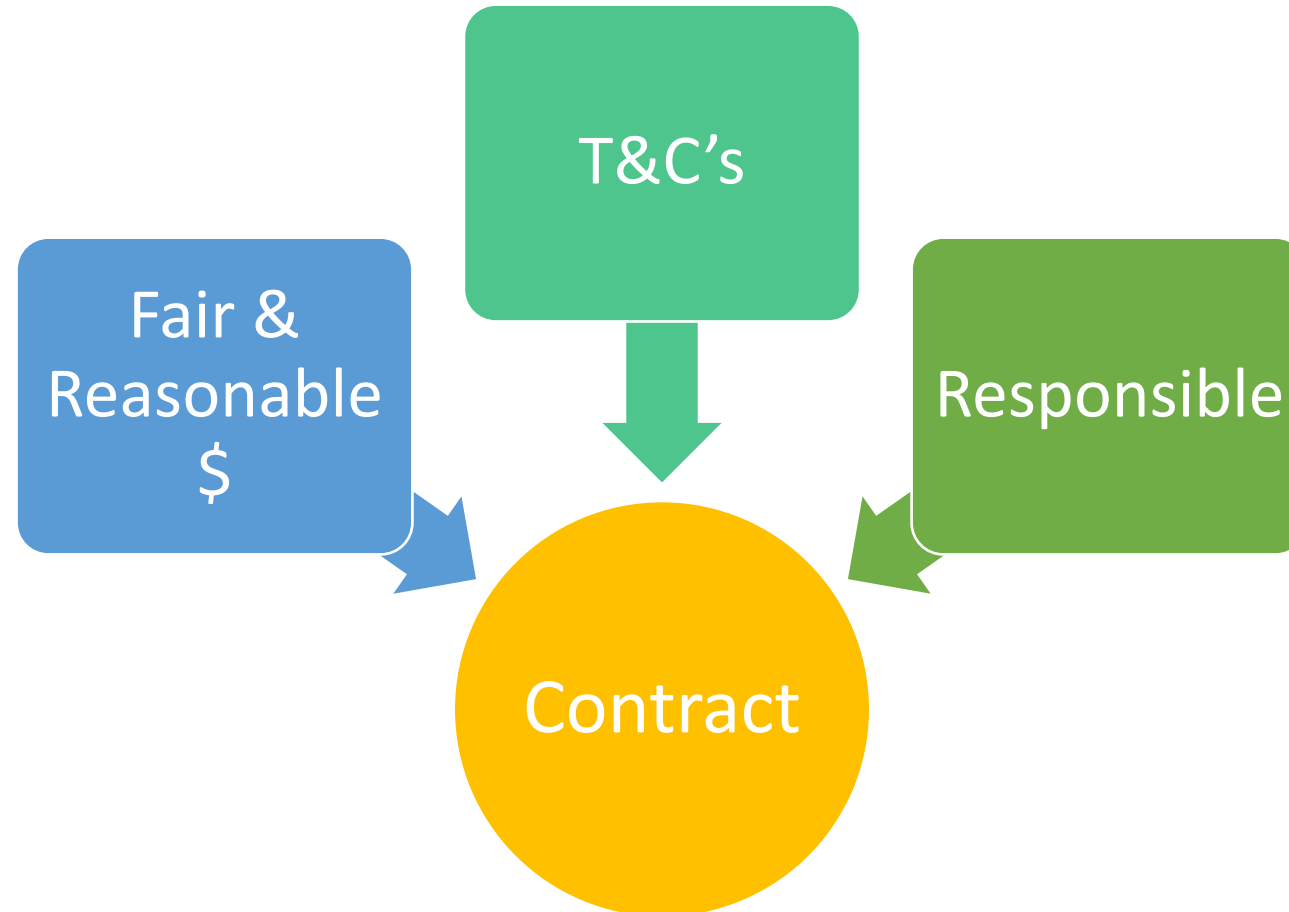 T&C’s
Fair &
Reasonable
$
Responsible
Contract